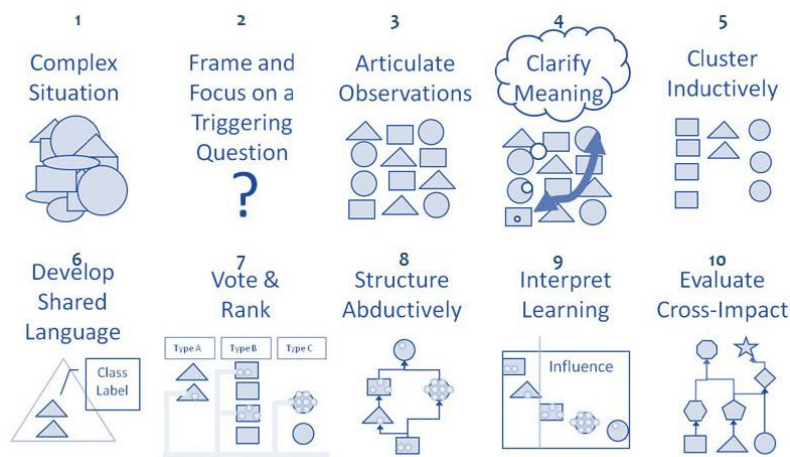 1
Complex
Situation
2
Frame and
Focus on a
Triggering
Question
?
3
Articulate
Observations
4
Clarify
Meaning
5
Cluster
Inductively
6
Develop
Shared
Language
Class
Label
7
Vote &
Rank
Type A
Type B
Type C
8
Structure
Abductively
9
Interpret
Learning
Influence
10
Evaluate
Cross-Impact